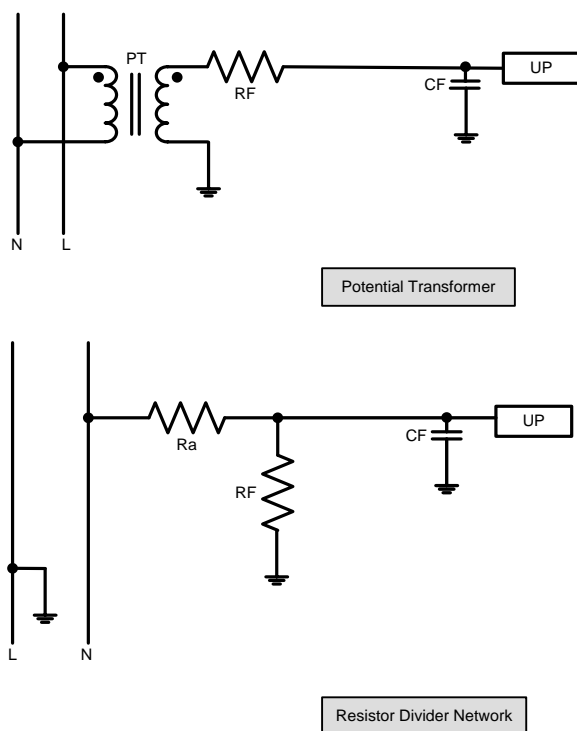 PT
UP
RF
CF
N
L
Potential Transformer
UP
CF
Ra
RF
L
N
Resistor Divider Network